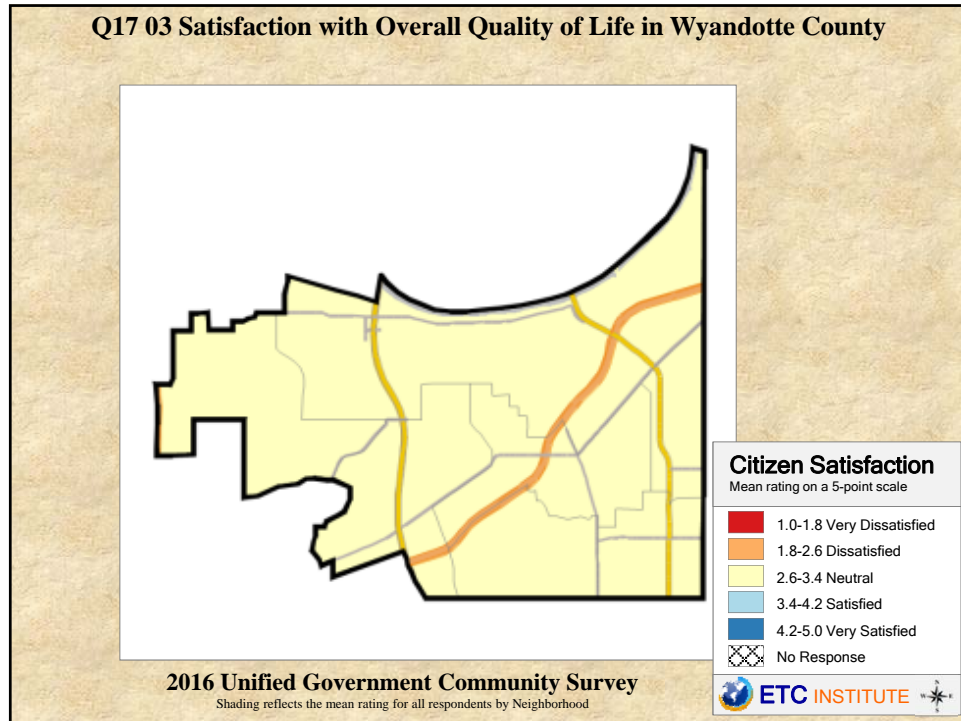 Q17 03 Satisfaction with Overall Quality of Life in Wyandotte County
Citizen Satisfaction
Mean rating on a 5-point scale
1.0-1.8 Very Dissatisfied
1.8-2.6 Dissatisfied
2.6-3.4 Neutral
3.4-4.2 Satisfied
4.2-5.0 Very Satisfied
No Response
ETC INSTITUTE
N
W E
S
2016 Unified Government Community Survey
Shading reflects the mean rating for all respondents by Neighborhood